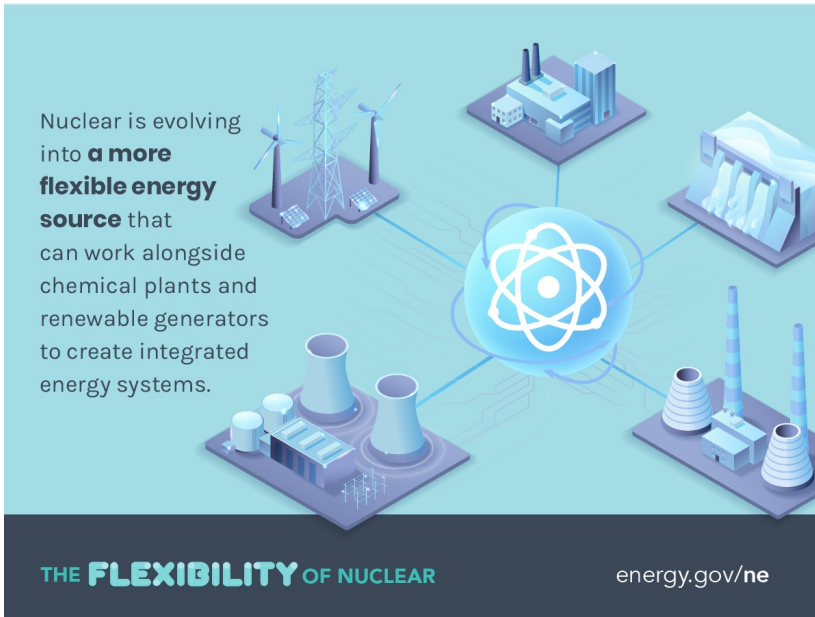 Nuclear is evolving
into a more
flexible energy
source that
can work alongside
chemical plants and
renewable generators
to create integrated
energy systems.
THE FLEXIBILITY OF NUCLEAR
energy.gov/ne